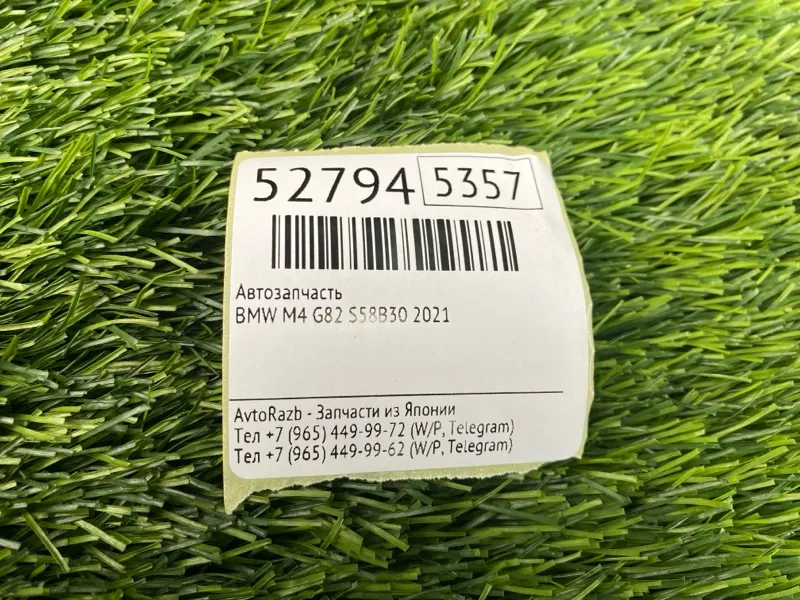 52794 5357
Автозапчасть
BMW M4 G82 S58B30 2021
AvtoRazb - Запчасти из Японии
Тел +7 (965) 449-99-72 (W/P, Telegram)
Тел +7 (965) 449-99-62 (W/P, Telegram)